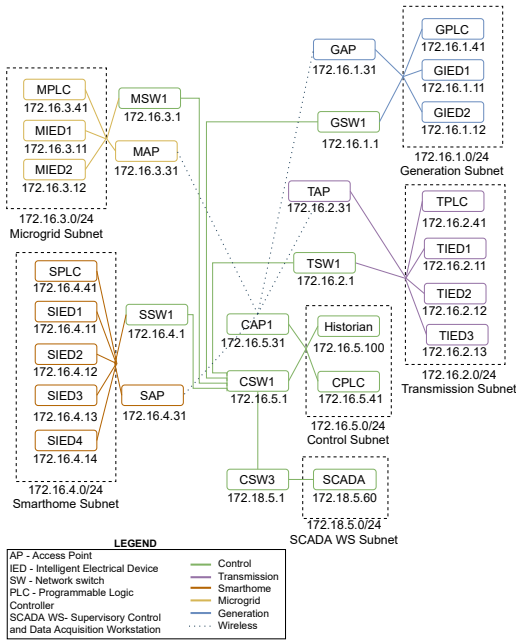 GAP
172.16.1.31
GPLC
172.16.1.41
GIED1
172.16.1.11
GIED2
172.16.1.12
GSW1
172.16.1.1
172.16.1.0/24
Generation Subnet
MPLC
172.16.3.41
MIED1
172.16.3.11
MIED2
172.16.3.12
MSW1
172.16.3.1
MAP
172.16.3.31
172.16.3.0/24
Microgrid Subnet
TAP
172.16.2.31
TSW1
172.16.2.1
TPLC
172.16.2.41
TIED1
172.16.2.11
TIED2
172.16.2.12
TIED3
172.16.2.13
172.16.2.0/24
Transmission Subnet
SPLC
172.16.4.41
SIED1
172.16.4.11
SIED2
172.16.4.12
SIED3
172.16.4.13
SIED4
172.16.4.14
SSW1
172.16.4.1
SAP
172.16.4.31
172.16.4.0/24
Smarthome Subnet
CAP1
172.16.5.31
CSW1
172.16.5.1
Historian
172.16.5.100
CPLC
172.16.5.41
172.16.5.0/24
Control Subnet
CSW3
172.18.5.1
SCADA
172.18.5.60
172.18.5.0/24
SCADA WS Subnet
LEGEND
AP - Access Point
IED - Intelligent Electrical Device
SW - Network switch
PLC - Programmable Logic
Controller
SCADA WS- Supervisory Control
and Data Acquisition Workstation
Control
Transmission
Smarthome
Microgrid
Generation
Wireless